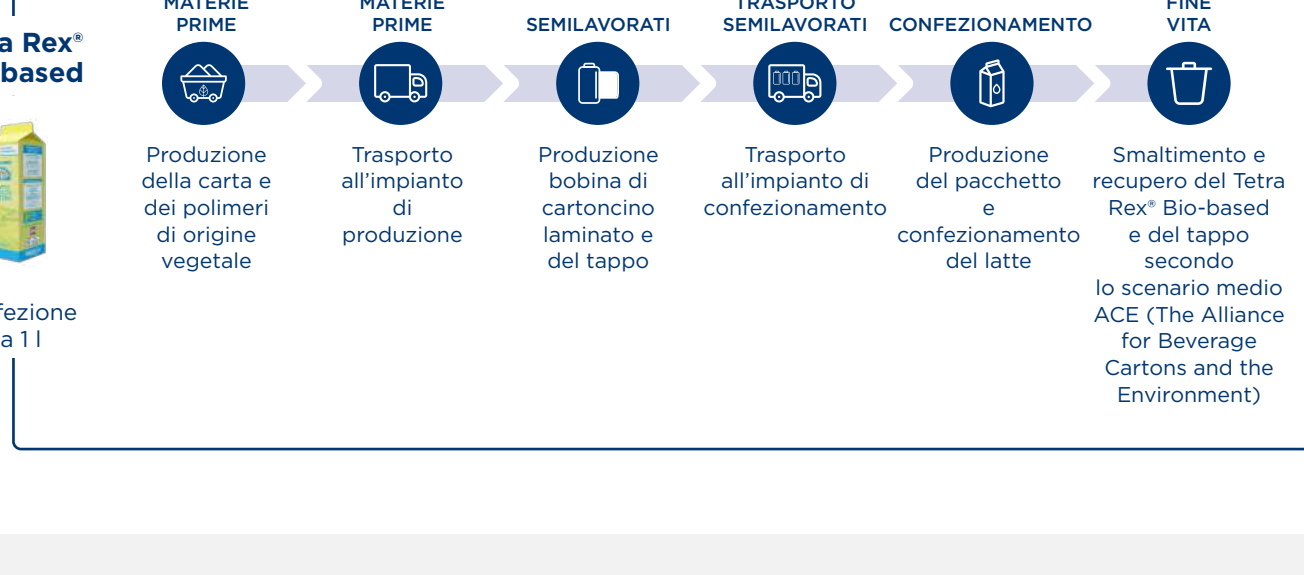 MATERIE
PRIME
MATERIE
PRIME
SEMILAVORATI
TRASPORTO
SEMILAVORATI
CONFEZIONAMENTO
FINE
VITA
a Rex®
based
fezione
a 1 l
Produzione
della carta e
dei polimeri
di origine
vegetale
Trasporto
all’impianto
di
produzione
Produzione
bobina di
cartoncino
laminato e
del tappo
Trasporto
all’impianto di
confezionamento
Produzione
del pacchetto
e
confezionamento
del latte
Smaltimento e
recupero del Tetra
Rex® Bio-based
e del tappo
secondo
lo scenario medio
ACE (The Alliance
for Beverage
Cartons and the
Environment)